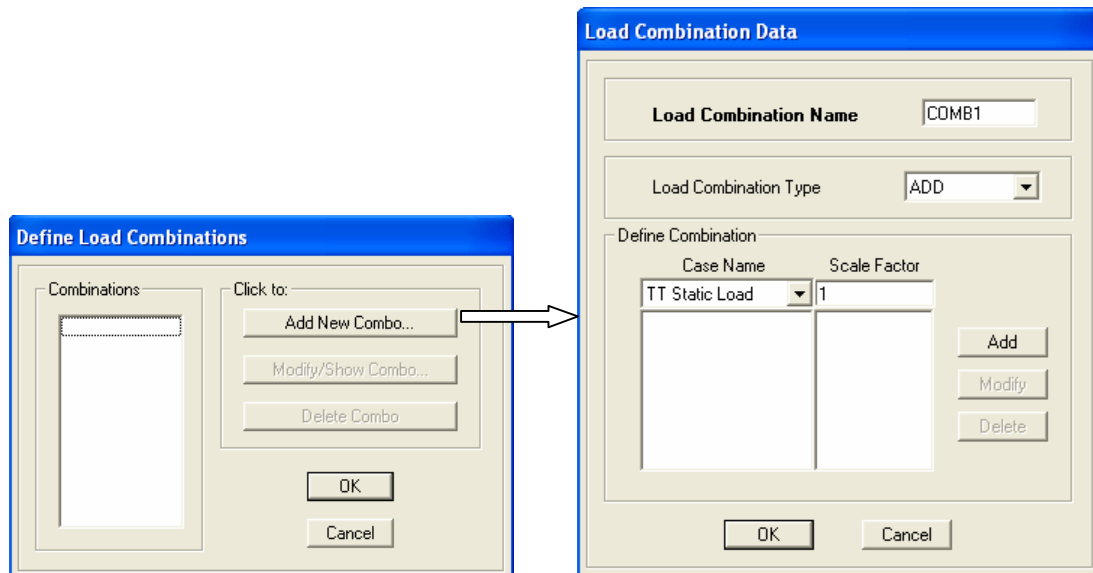 Define Load Combinations
Combinations
Click to:
Add New Combo...
Modify/Show Combo...
Delete Combo
OK
Cancel
Load Combination Data
Load Combination Name
COMB1
Load Combination Type
ADD
Define Combination
Case Name
Scale Factor
TT Static Load
1
Add
Modify
Delete
OK
Cancel